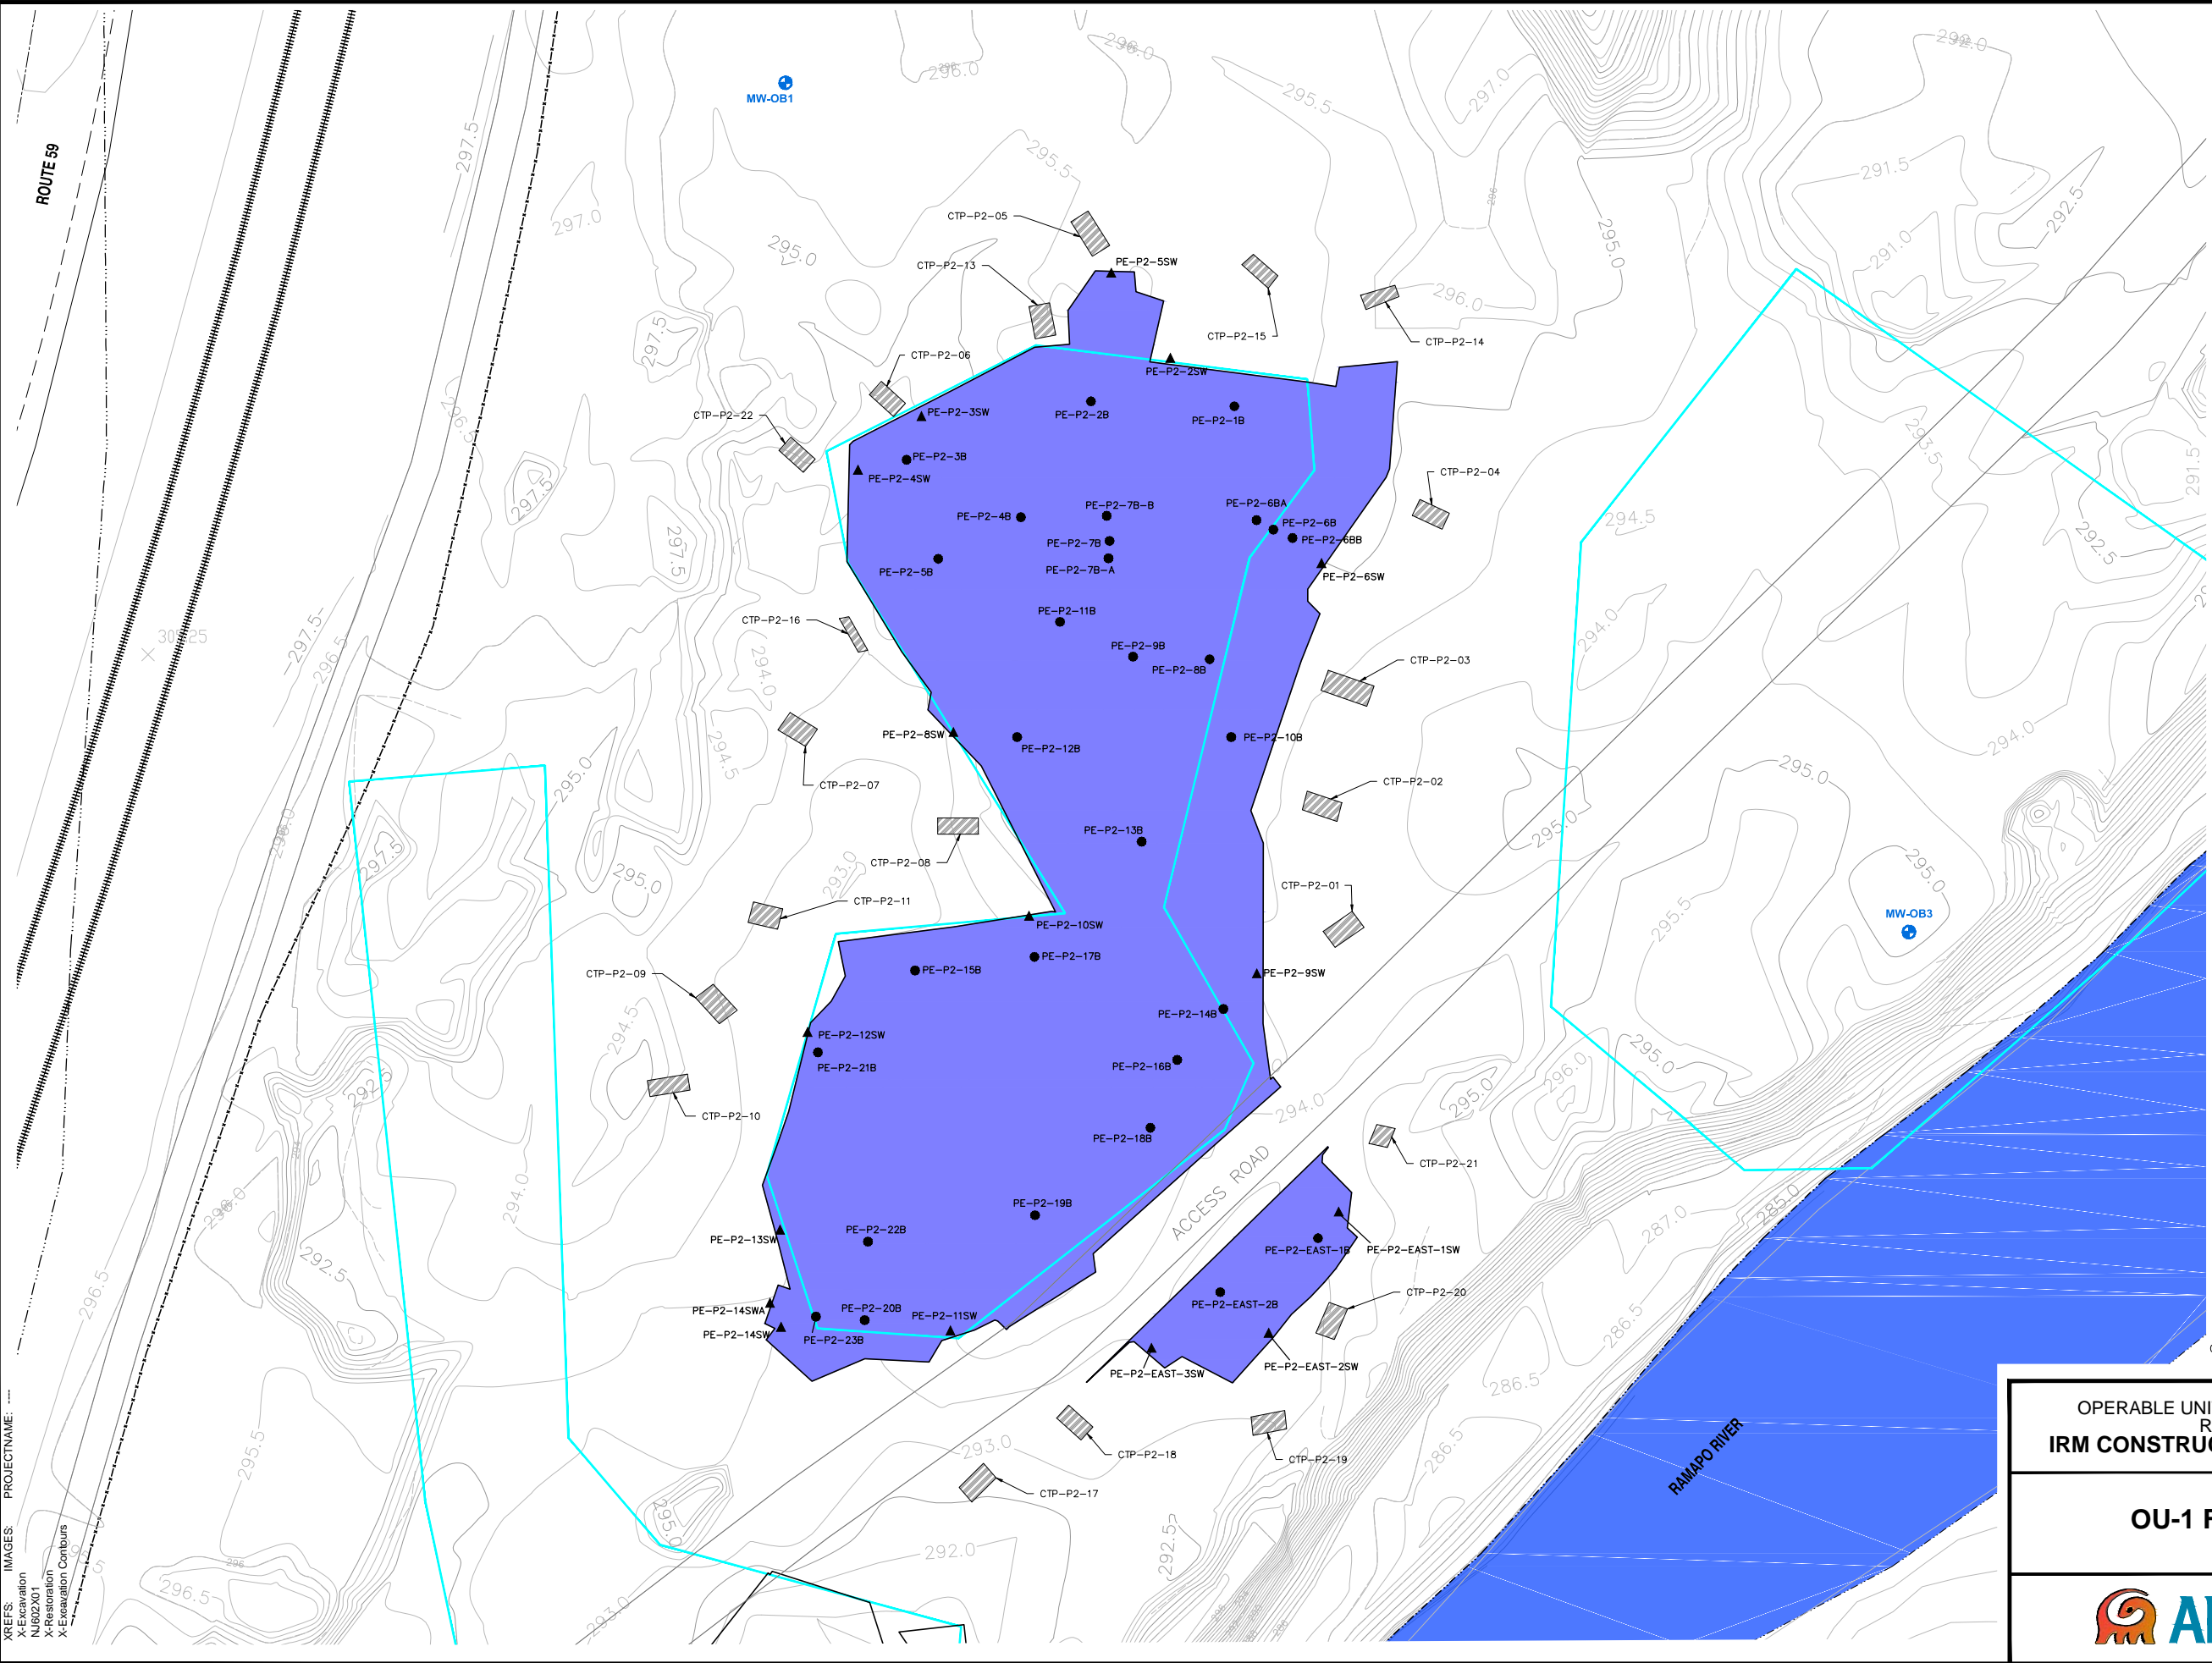 ROUTE 59
MW-OB1
298.0
296.0
298.0
292.0
295.5
297.0
297.5
295.5
291.5
292.5
297.0
295.0
295.0
291.0
296.0
CTP-P2-05
PE-P2-5SW
CTP-P2-13
CTP-P2-15
CTP-P2-14
CTP-P2-06
PE-P2-2SW
297.5
CTP-P2-22
PE-P2-3SW
PE-P2-2B
PE-P2-1B
296.5
293.5
PE-P2-3B
PE-P2-4SW
CTP-P2-04
291.5
297.5
PE-P2-4B
PE-P2-7B-B
PE-P2-6BA
PE-P2-6B
294.5
PE-P2-7B
PE-P2-6BB
297.5
292.5
PE-P2-5B
PE-P2-7B-A
PE-P2-6SW
PE-P2-11B
CTP-P2-16
297.5
296.5
294.0
PE-P2-9B
PE-P2-8B
CTP-P2-03
294.0
PE-P2-8SW
PE-P2-12B
PE-P2-10B
294.0
294.5
CTP-P2-07
CTP-P2-02
295.0
295.0
295.0
PE-P2-13B
297.5
CTP-P2-08
295.0
293.0
CTP-P2-01
295.0
CTP-P2-11
295.5
MW-OB3
PE-P2-10SW
CTP-P2-09
PE-P2-15B
PE-P2-17B
PE-P2-9SW
294.5
PE-P2-14B
PE-P2-12SW
PE-P2-21B
PE-P2-16B
295.0
296.0
295.0
292.5
CTP-P2-10
294.0
PE-P2-18B
CTP-P2-21
ACCESS ROAD
294.0
PE-P2-19B
287.0
285.0
PE-P2-13SW
PE-P2-22B
PE-P2-EAST-1B
PE-P2-EAST-1SW
292.5
296.5
PE-P2-14SWA
PE-P2-20B
PE-P2-11SW
PE-P2-EAST-2B
CTP-P2-20
PE-P2-14SW
PE-P2-23B
286.5
PE-P2-EAST-3SW
PE-P2-EAST-2SW
286.5
295.5
293.0
CTP-P2-18
CTP-P2-19
286.5
RAMAPO RIVER
CTP-P2-17
295.0
292.0
292.5
296
296.5
293.0
XREFS: IMAGES: PROJECTNAME: ----
X-Excavation
NJ602X01
X-Restoration
X-Excavation Contours
OPERABLE UNI
R
IRM CONSTRU
OU-1 F